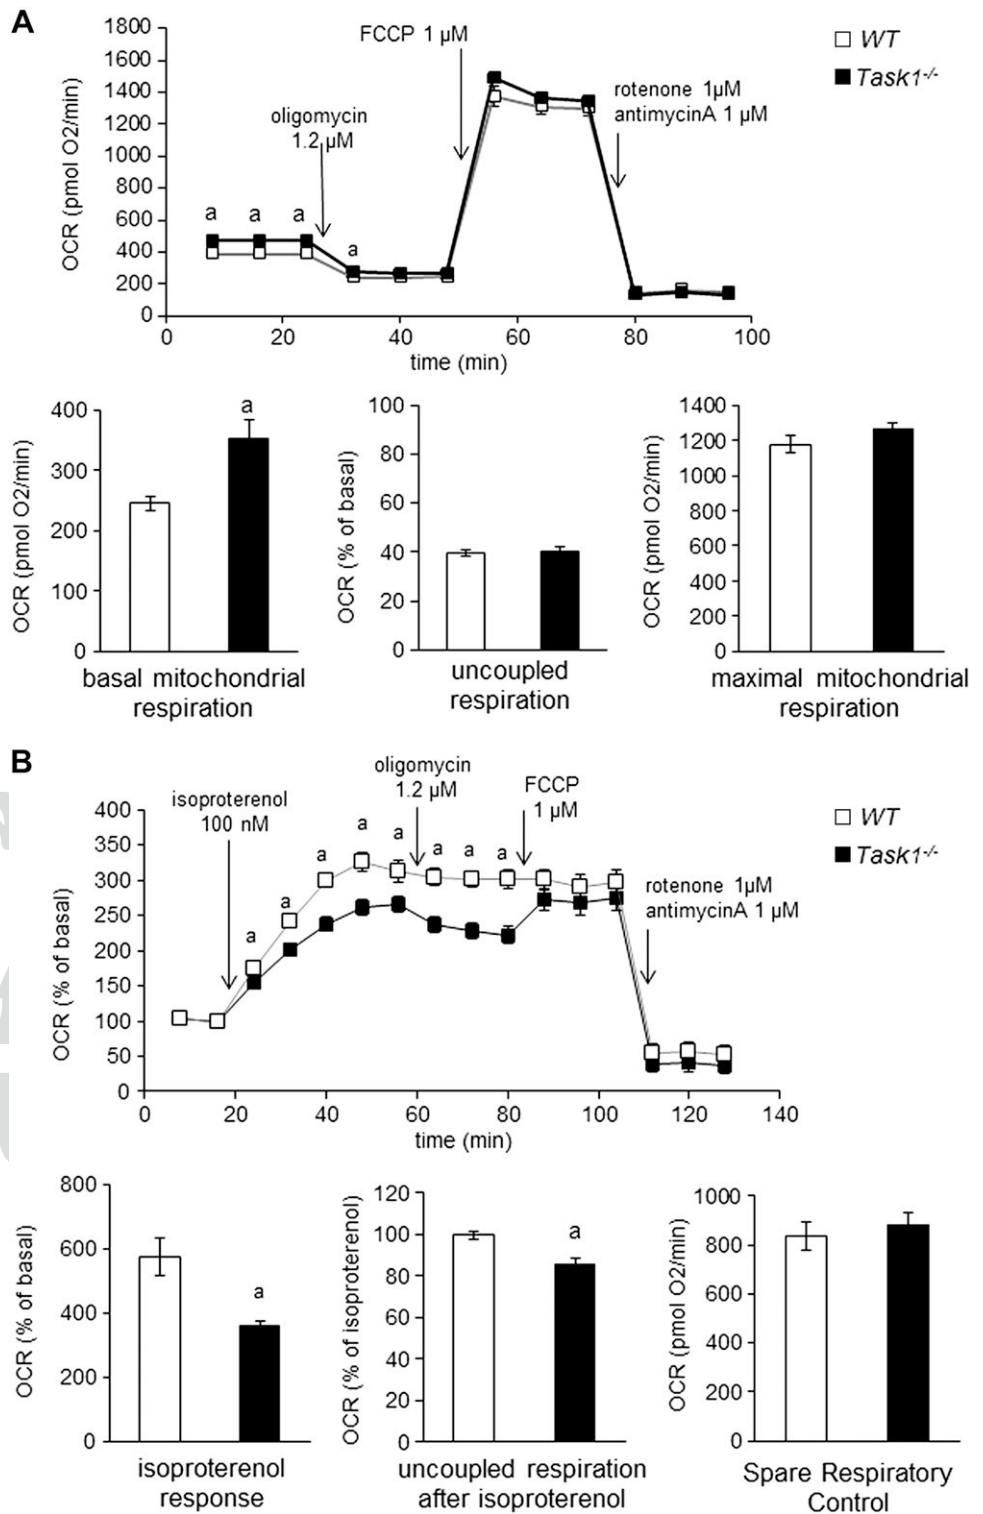 A
1800
1600
1400
1200
1000
800
600
400
200
0
OCR (pmol O2/min)
FCCP 1 µM
oligomycin
1.2 µM
rotenone 1µM
antimycinA 1 µM
WT
Task1-/-
a a a a
0 20 40 60 80 100
time (min)
400
300
200
100
0
OCR (pmol O2/min)
a
basal mitochondrial
respiration
100
80
60
40
20
0
OCR (% of basal)
uncoupled
respiration
1400
1200
1000
800
600
400
200
0
OCR (pmol O2/min)
maximal mitochondrial
respiration
B
400
350
300
250
200
150
100
50
0
OCR (% of basal)
isoproterenol
100 nM
oligomycin
1.2 µM
FCCP
1 µM
rotenone 1µM
antimycinA 1 µM
WT
Task1-/-
a a a a a a a a
0 20 40 60 80 100 120 140
time (min)
800
600
400
200
0
OCR (% of basal)
a
isoproterenol
response
120
100
80
60
40
20
0
OCR (% of isoproterenol)
a
uncoupled respiration
after isoproterenol
1000
800
600
400
200
0
OCR (pmol O2/min)
Spare Respiratory
Control